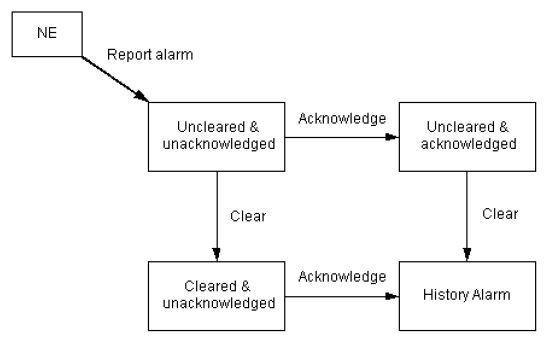 NE
Report alarm
Uncleared &
unacknowledged
Acknowledge
Uncleared &
acknowledged
Clear
Clear
Cleared &
unacknowledged
Acknowledge
History Alarm